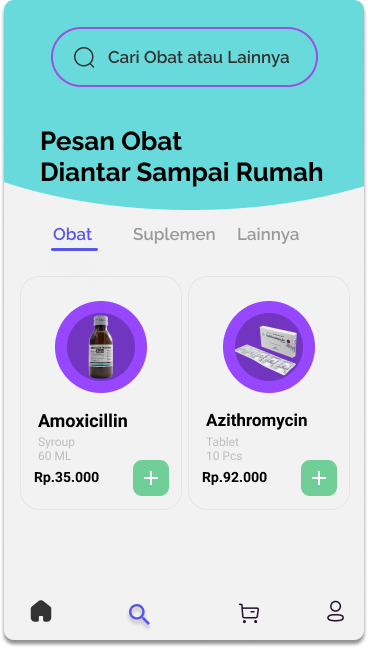 Cari Obat atau Lainnya
Pesan Obat
Diantar Sampai Rumah
Obat Suplemen Lainnya
Amoxicillin
Syroup
60 ML
Rp.35.000
Azithromycin
Tablet
10 Pcs
Rp.92.000